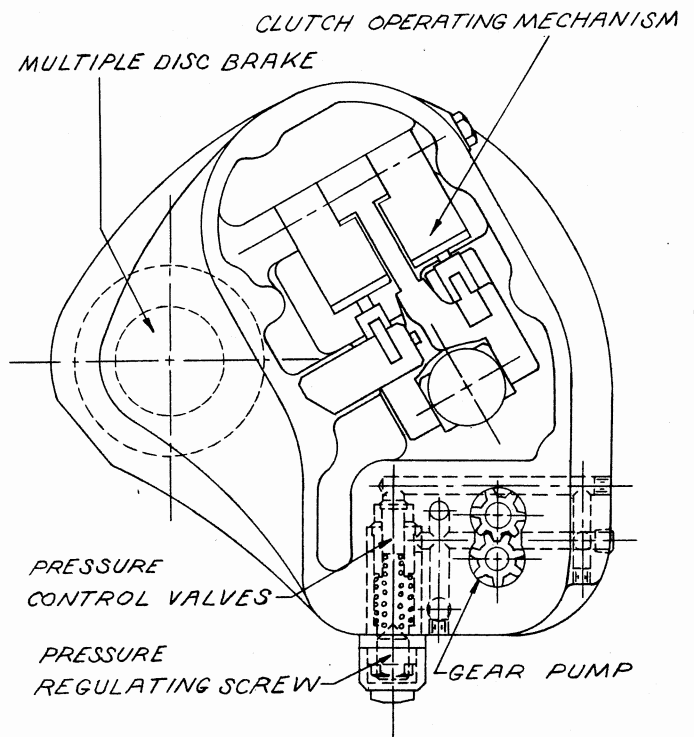 CLUTCH OPERATING MECHANISM
MULTIPLE DISC BRAKE
PRESSURE
CONTROL VALVES
PRESSURE
REGULATING SCREW
GEAR PUMP